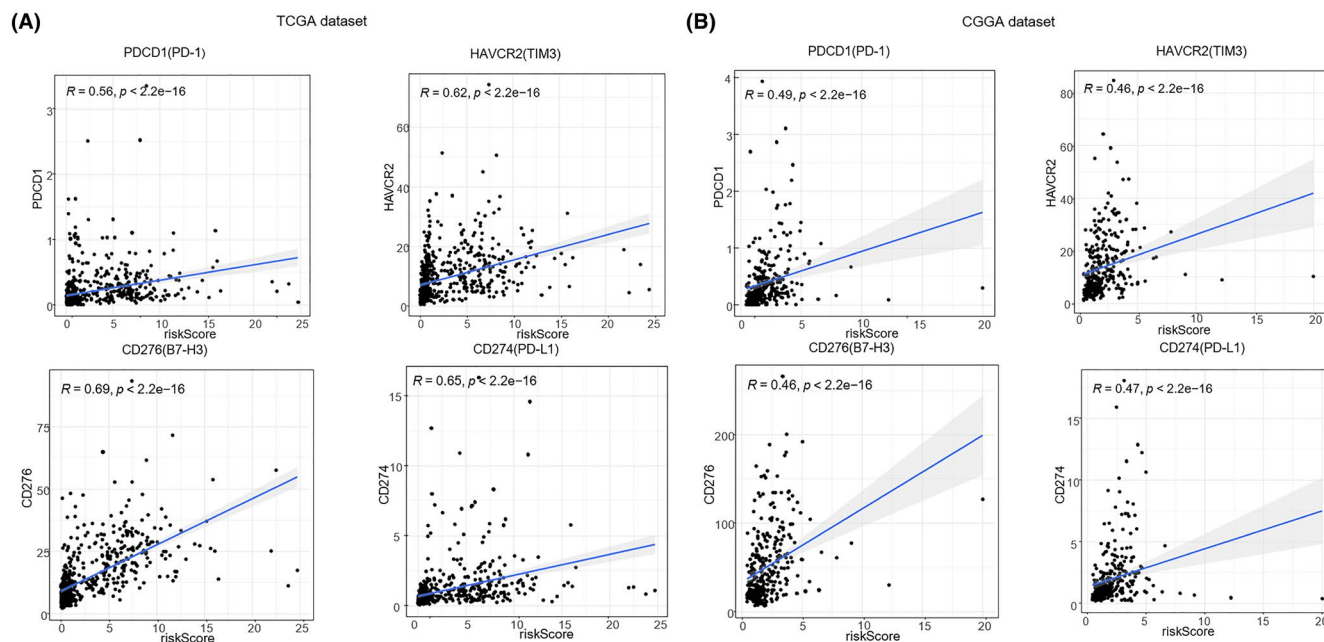 (A)
TCGA dataset
PDCD1(PD-1)
R = 0.56, p < 2.2e−16
PDCD1
3
2
1
0
0 5 10 15 20 25
riskScore
HAVCR2(TIM3)
R = 0.62, p < 2.2e−16
HAVCR2
60
40
20
0
0 5 10 15 20 25
riskScore
CD276(B7-H3)
R = 0.69, p < 2.2e−16
CD276
75
50
25
0
0 5 10 15 20 25
riskScore
CD274(PD-L1)
R = 0.65, p < 2.2e−16
CD274
15
10
5
0
0 5 10 15 20 25
riskScore
(B)
CGGA dataset
PDCD1(PD-1)
R = 0.49, p < 2.2e−16
PDCD1
4
3
2
1
0
0 5 10 15 20
riskScore
HAVCR2(TIM3)
R = 0.46, p < 2.2e−16
HAVCR2
80
60
40
20
0
0 5 10 15 20
riskScore
CD276(B7-H3)
R = 0.46, p < 2.2e−16
CD276
200
100
0
0 5 10 15 20
riskScore
CD274(PD-L1)
R = 0.47, p < 2.2e−16
CD274
15
10
5
0
0 5 10 15 20
riskScore